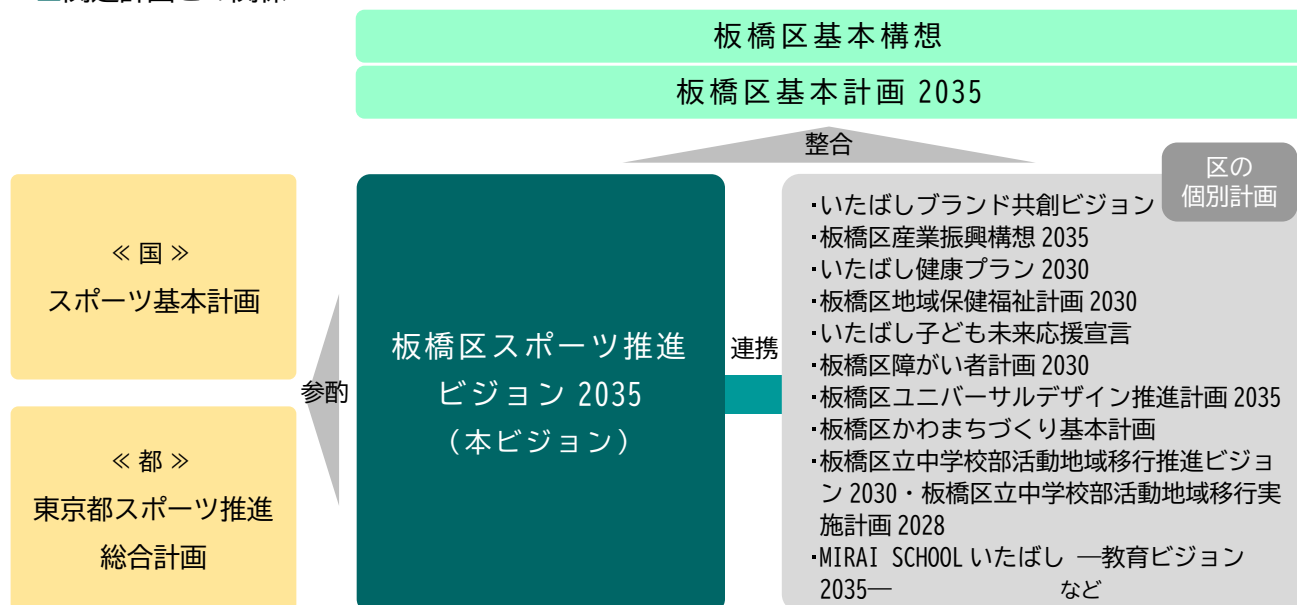 板橋区基本構想
板橋区基本計画 2035
整合
区の
個別計画
≪ 国 ≫
スポーツ基本計画
≪ 都 ≫
東京都スポーツ推進
総合計画
参酌
板橋区スポーツ推進
ビジョン 2035
（本ビジョン）
連携
・いたばしブランド共創ビジョン
・板橋区産業振興構想 2035
・いたばし健康プラン 2030
・板橋区地域保健福祉計画 2030
・いたばし子ども未来応援宣言
・板橋区障がい者計画 2030
・板橋区ユニバーサルデザイン推進計画 2035
・板橋区かわまちづくり基本計画
・板橋区立中学校部活動地域移行推進ビジョ
ン 2030・板橋区立中学校部活動地域移行実
施計画 2028
・MIRAI SCHOOL いたばし ―教育ビジョン
2035― など